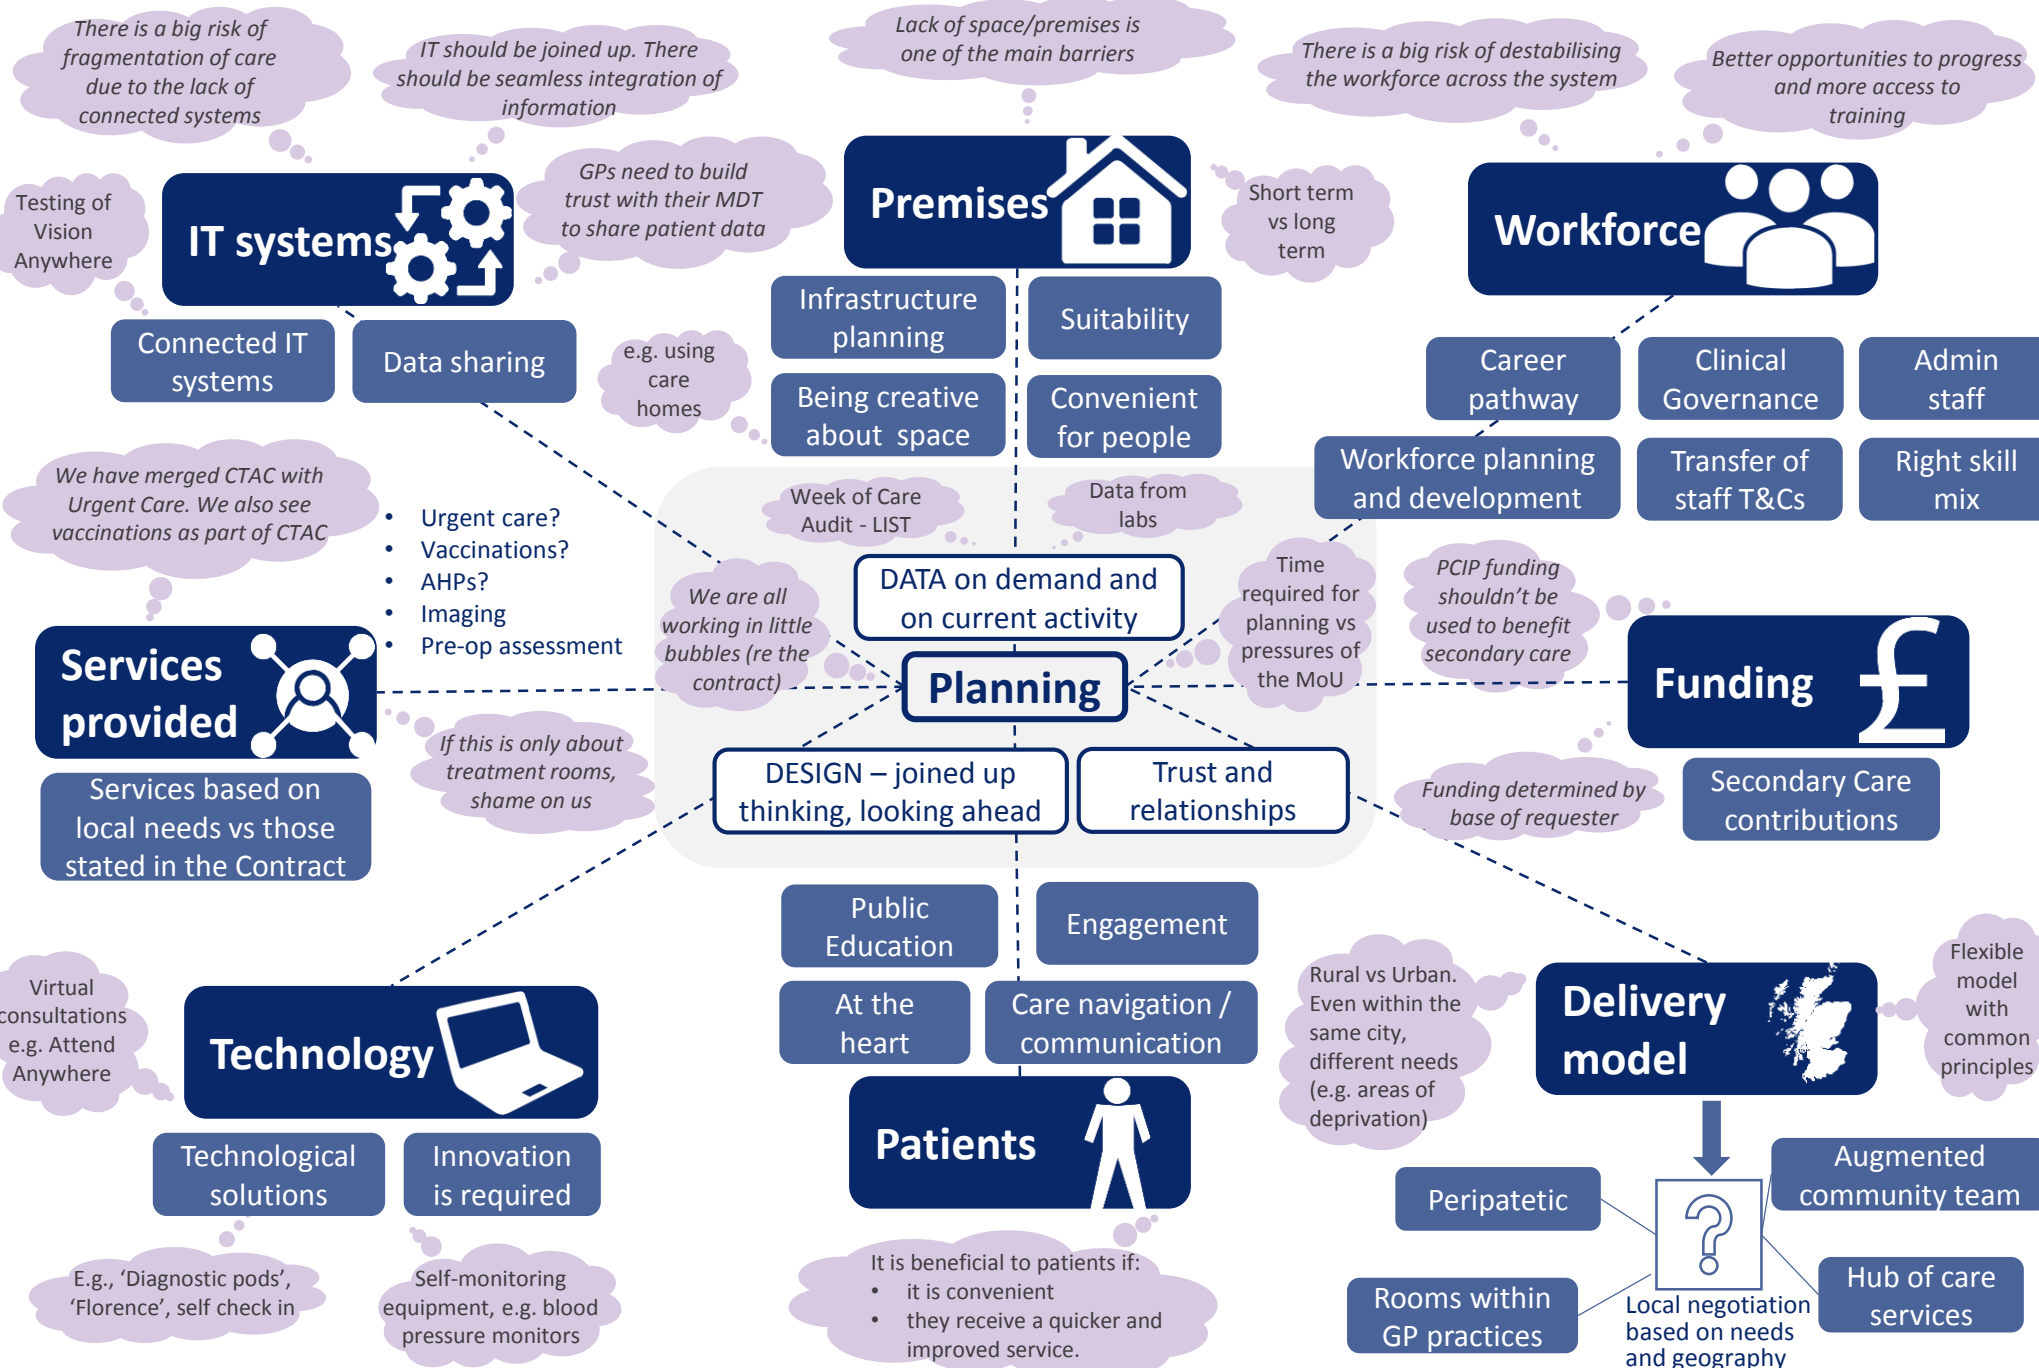 There is a big risk of
fragmentation of care
due to the lack of
connected systems
IT should be joined up. There
should be seamless integration of
information
Lack of space/premises is
one of the main barriers
There is a big risk of destabilising
the workforce across the system
Better opportunities to progress
and more access to
training
Testing of
Vision
Anywhere
IT systems
GPs need to build
trust with their MDT
to share patient data
Premises
Short term
vs long
term
Workforce
Connected IT
systems
Data sharing
e.g. using
care
homes
Infrastructure
planning
Suitability
Being creative
about space
Convenient
for people
Career
pathway
Clinical
Governance
Admin
staff
Workforce planning
and development
Transfer of
staff T&Cs
Right skill
mix
We have merged CTAC with
Urgent Care. We also see
vaccinations as part of CTAC
• Urgent care?
• Vaccinations?
• AHPs?
• Imaging
• Pre-op assessment
Week of Care
Audit - LIST
Data from
labs
DATA on demand and
on current activity
We are all
working in little
bubbles (re the
contract)
Time
required for
planning vs
pressures of
the MoU
PCIP funding
shouldn't be
used to benefit
secondary care
Services
provided
Planning
Funding
£
If this is only about
treatment rooms,
shame on us
DESIGN – joined up
thinking, looking ahead
Trust and
relationships
Funding determined by
base of requester
Secondary Care
contributions
Services based on
local needs vs those
stated in the Contract
Public
Education
Engagement
At the
heart
Care navigation /
communication
Virtual
consultations
e.g. Attend
Anywhere
Technology
Patients
Rural vs Urban.
Even within the
same city,
different needs
(e.g. areas of
deprivation)
Delivery
model
Flexible
model
with
common
principles
Technological
solutions
Innovation
is required
E.g., 'Diagnostic pods',
'Florence', self check in
Self-monitoring
equipment, e.g. blood
pressure monitors
It is beneficial to patients if:
• it is convenient
• they receive a quicker and
improved service.
Peripatetic
?
Augmented
community team
Rooms within
GP practices
Hub of care
services
Local negotiation
based on needs
and geography